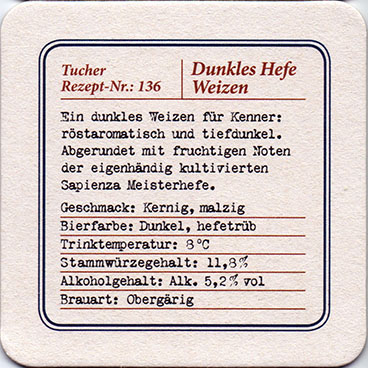 Tucher
Rezept-Nr.: 136
Dunkles Hefe
Weizen
Ein dunkles Weizen für Kenner:
röstaromatisch und tiefdunkel.
Abgerundet mit fruchtigen Noten
der eigenhändig kultivierten
Sapienza Meisterhefe.
Geschmack: Kernig, malzig
Bierfarbe: Dunkel, hefetrüb
Trinktemperatur: 8°C
Stammwürzegehalt: 11,8%
Alkoholgehalt: Alk. 5,2% vol
Brauart: Obergärig